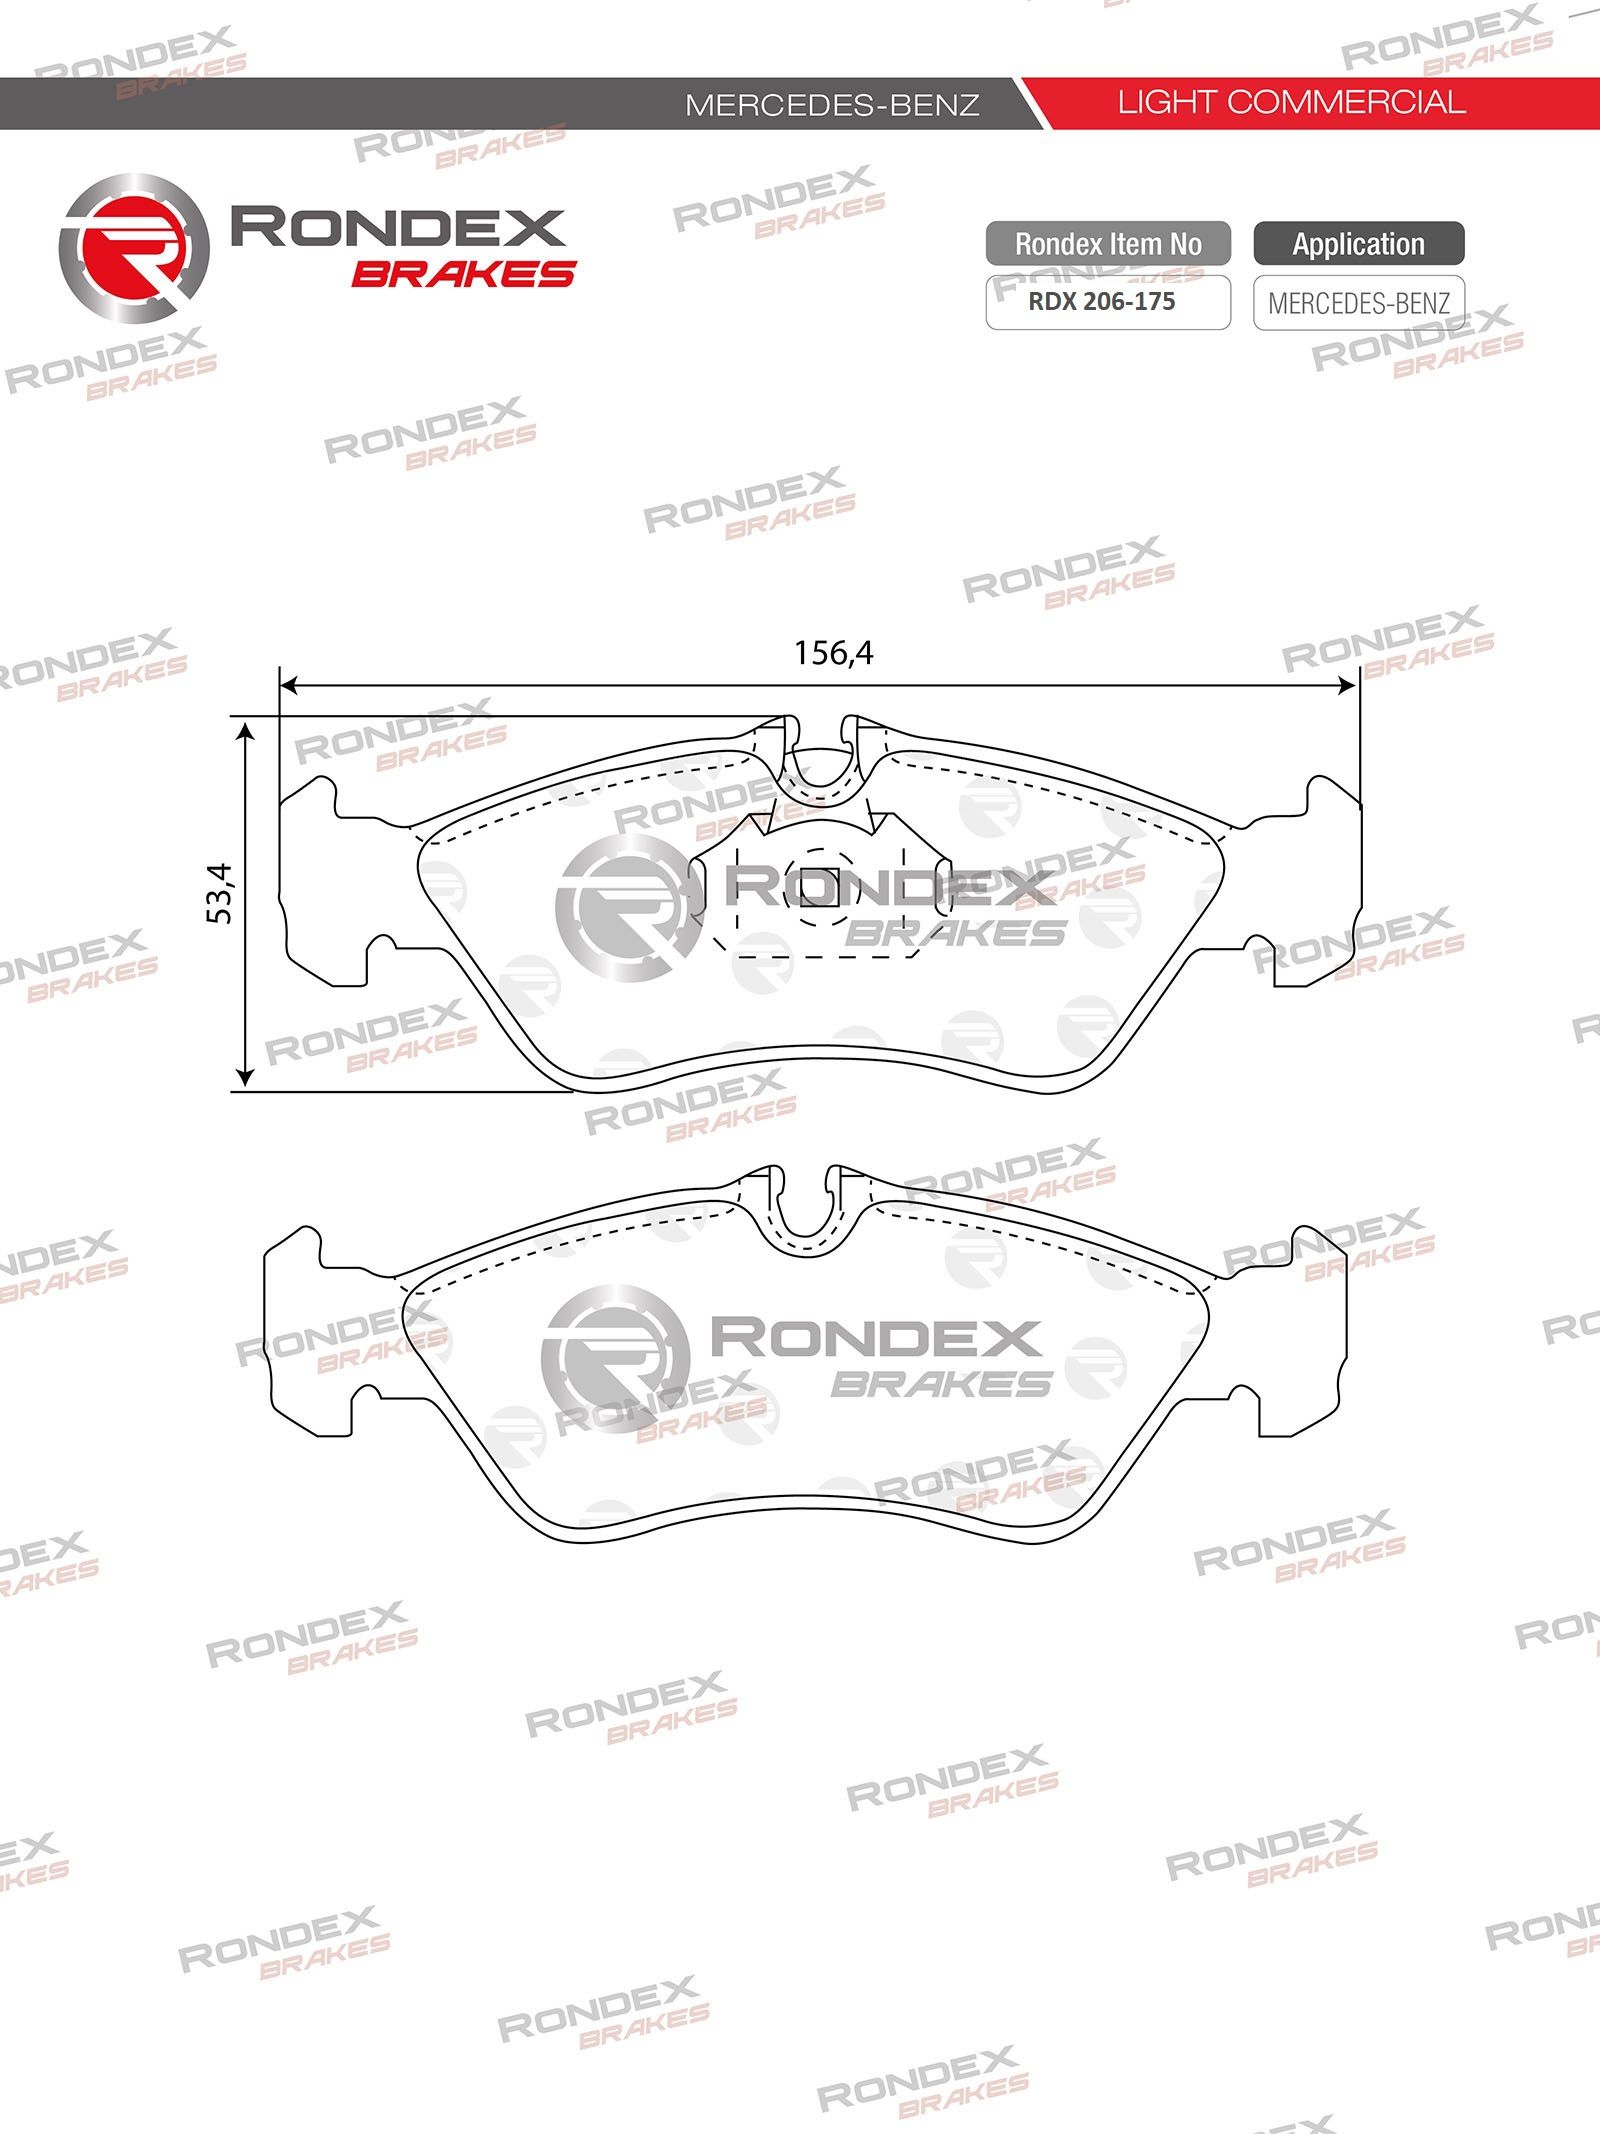 MERCEDES-BENZ
LIGHT COMMERCIAL
RONDEX
BRAKES
Rondex Item No
Application
RDX 206-175
MERCEDES-BENZ
156,4
53,4
RONDEX
BRAKES
RONDEX
BRAKES